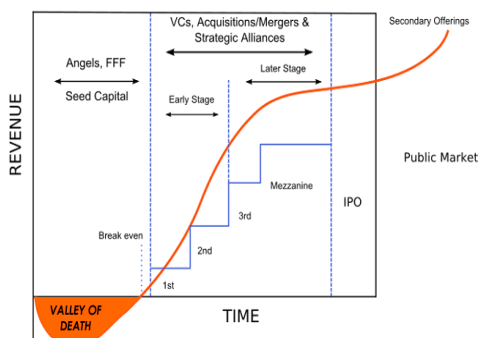 Secondary Offerings
VCs, Acquisitions/Mergers &
Strategic Alliances
Angels, FFF
Seed Capital
Later Stage
Early Stage
REVENUE
Public Market
Mezzanine
IPO
3rd
Break even
2nd
1st
VALLEY OF
DEATH
TIME